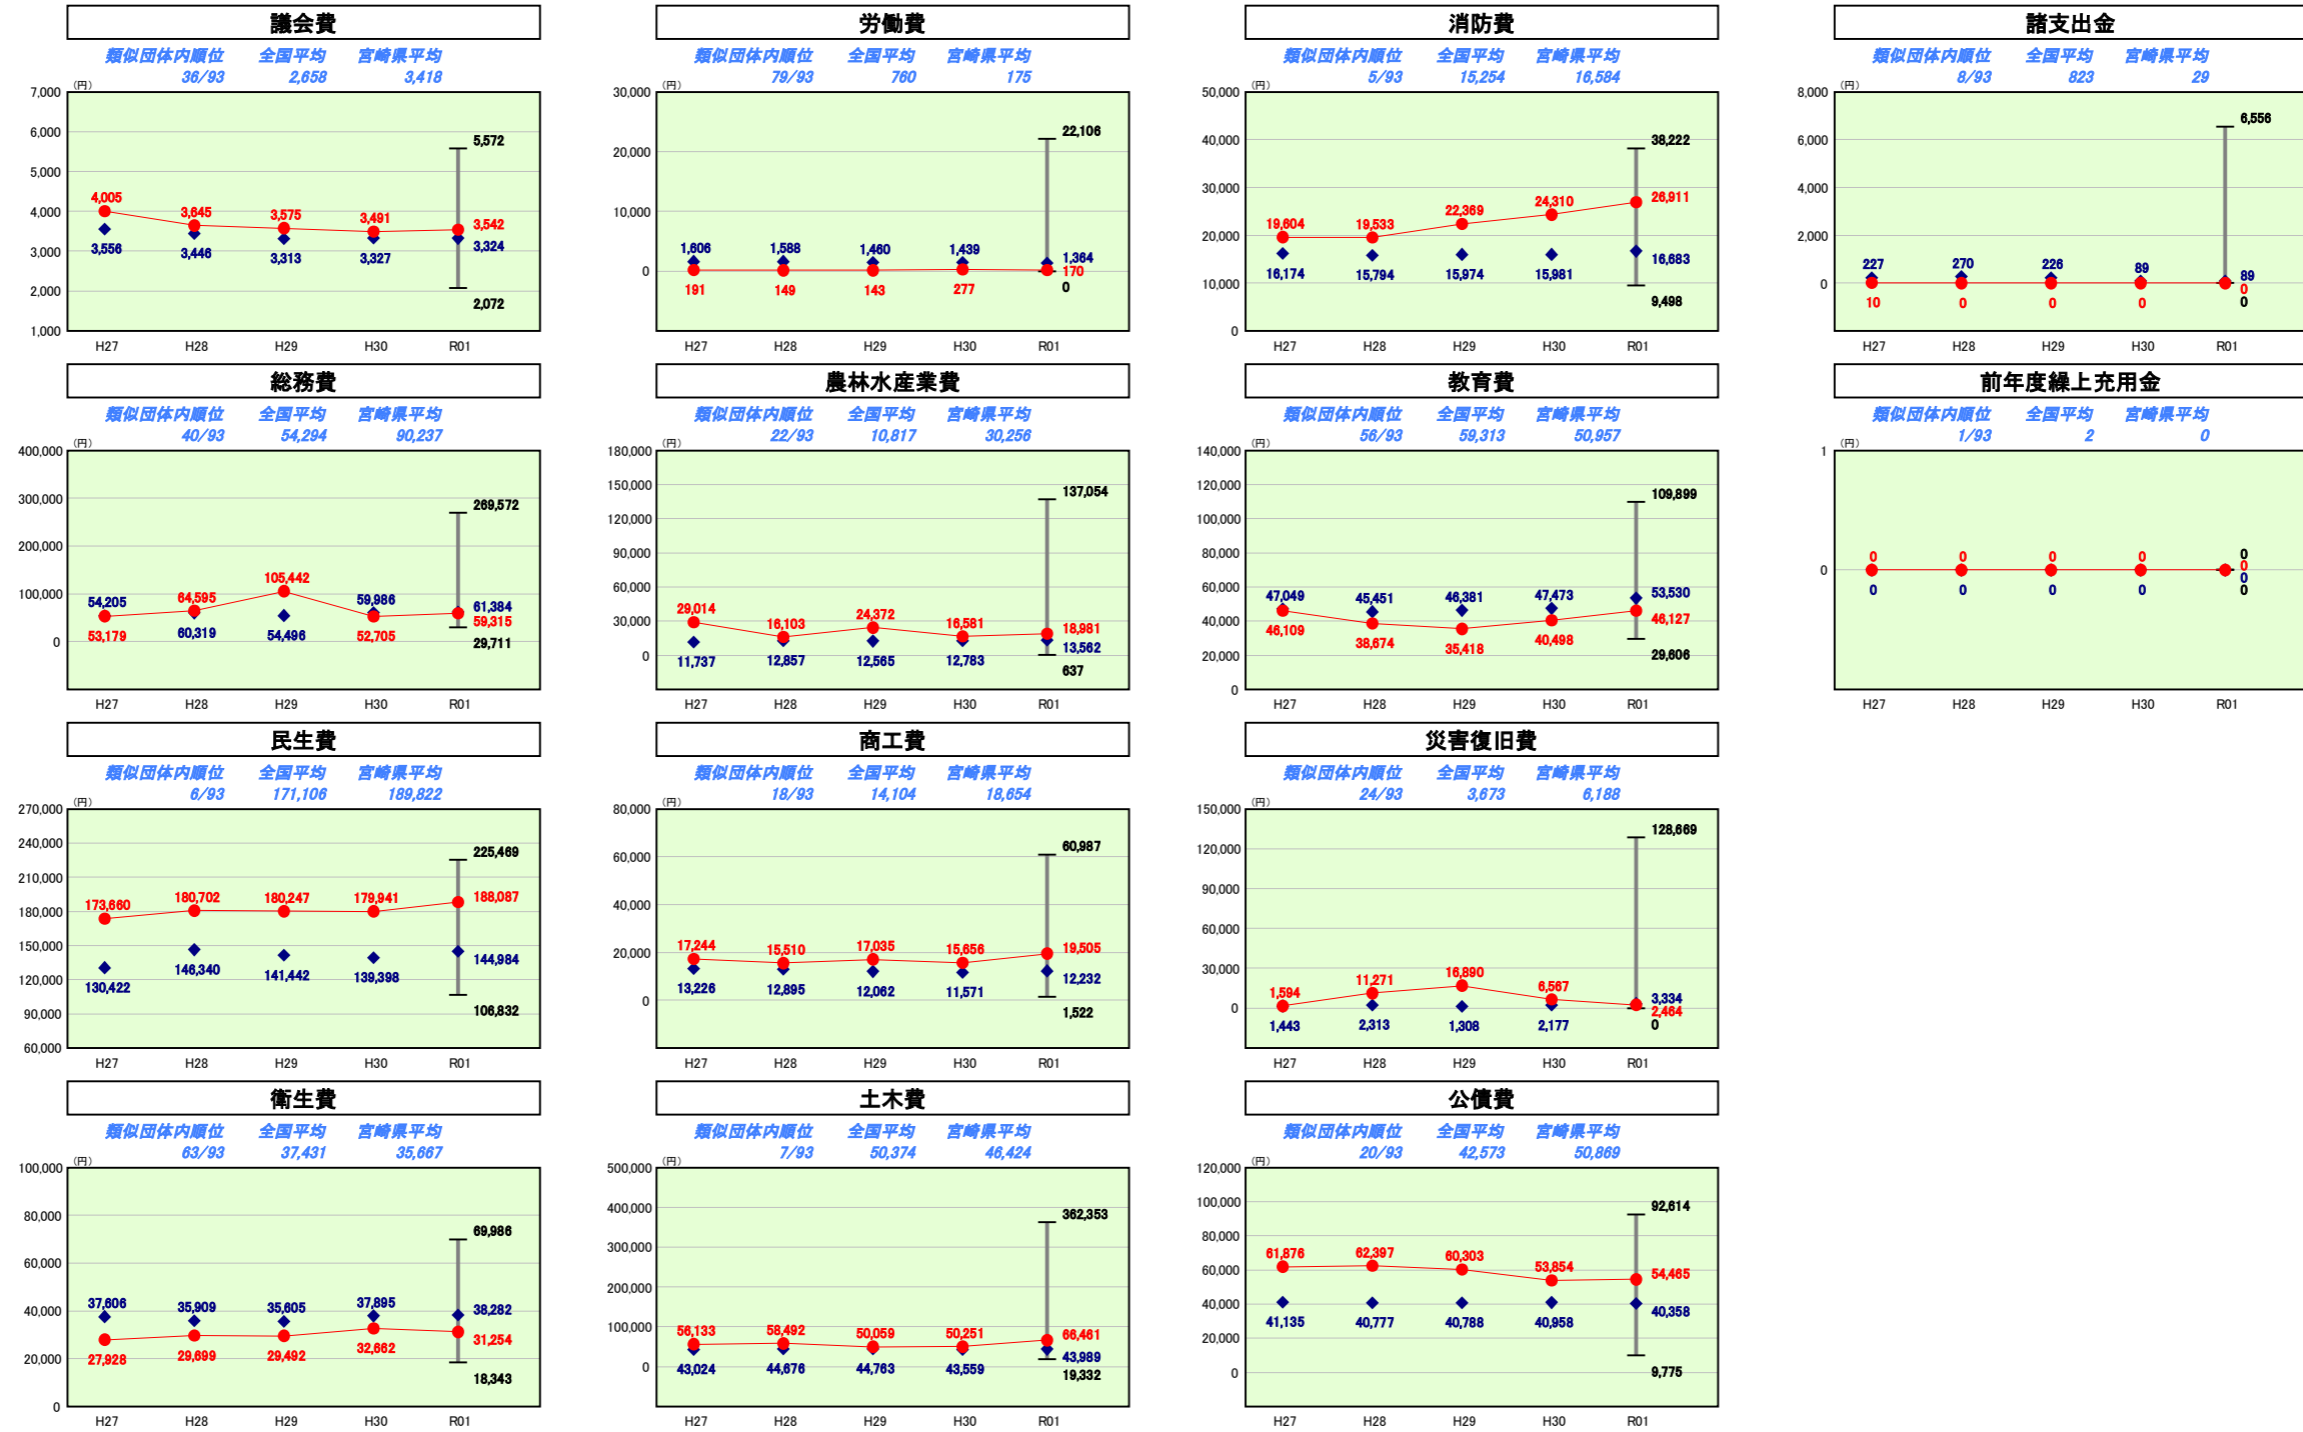 議会費
類似団体内順位 全国平均 宮崎県平均
36/93 2,658 3,418
(円)
7,000
6,000
5,000
4,000
3,000
2,000
1,000
4,005 3,645 3,575 3,491 3,542
3,556 3,446 3,313 3,327 3,324
5,572
2,072
H27 H28 H29 H30 R01
労働費
類似団体内順位 全国平均 宮崎県平均
79/93 760 175
(円)
30,000
20,000
10,000
0
1,606 1,588 1,460 1,439 1,364
191 149 143 277 170
22,106
0
H27 H28 H29 H30 R01
消防費
類似団体内順位 全国平均 宮崎県平均
5/93 15,254 16,584
(円)
50,000
40,000
30,000
20,000
10,000
0
19,604 19,533 22,369 24,310 26,911
16,174 15,794 15,974 15,981 16,683
38,222
9,498
H27 H28 H29 H30 R01
諸支出金
類似団体内順位 全国平均 宮崎県平均
8/93 823 29
(円)
8,000
6,000
4,000
2,000
0
227 270 226 89 89
10 0 0 0 0
6,556
0
H27 H28 H29 H30 R01
総務費
類似団体内順位 全国平均 宮崎県平均
40/93 54,294 90,237
(円)
400,000
300,000
200,000
100,000
0
54,205 64,595 105,442 59,986 61,384
53,179 60,319 54,496 52,705 59,315
269,572
29,711
H27 H28 H29 H30 R01
農林水産業費
類似団体内順位 全国平均 宮崎県平均
22/93 10,817 30,256
(円)
180,000
150,000
120,000
90,000
60,000
30,000
0
29,014 16,103 24,372 16,581 18,981
11,737 12,857 12,565 12,783 13,562
137,054
637
H27 H28 H29 H30 R01
教育費
類似団体内順位 全国平均 宮崎県平均
56/93 59,313 50,957
(円)
140,000
120,000
100,000
80,000
60,000
40,000
20,000
0
47,049 45,451 46,381 47,473 53,530
46,109 38,674 35,418 40,498 46,127
109,899
29,606
H27 H28 H29 H30 R01
前年度繰上充用金
類似団体内順位 全国平均 宮崎県平均
1/93 2 0
(円)
1
0
0 0 0 0 0
0
0 0 0 0 0
0
H27 H28 H29 H30 R01
民生費
類似団体内順位 全国平均 宮崎県平均
6/93 171,106 189,822
(円)
270,000
240,000
210,000
180,000
150,000
120,000
90,000
60,000
173,660 180,702 180,247 179,941 188,087
130,422 146,340 141,442 139,398 144,984
225,469
106,832
H27 H28 H29 H30 R01
商工費
類似団体内順位 全国平均 宮崎県平均
18/93 14,104 18,654
(円)
80,000
60,000
40,000
20,000
0
17,244 15,510 17,035 15,656 19,505
13,226 12,895 12,062 11,571 12,232
60,987
1,522
H27 H28 H29 H30 R01
災害復旧費
類似団体内順位 全国平均 宮崎県平均
24/93 3,673 6,188
(円)
150,000
120,000
90,000
60,000
30,000
0
1,594 11,271 16,890 6,567 3,334
1,443 2,313 1,308 2,177 2,464
128,669
0
H27 H28 H29 H30 R01
衛生費
類似団体内順位 全国平均 宮崎県平均
63/93 37,431 35,667
(円)
100,000
80,000
60,000
40,000
20,000
0
37,606 35,909 35,605 37,895 38,282
27,928 29,699 29,492 32,662 31,254
69,986
18,343
H27 H28 H29 H30 R01
土木費
類似団体内順位 全国平均 宮崎県平均
7/93 50,374 46,424
(円)
500,000
400,000
300,000
200,000
100,000
0
56,133 58,492 50,059 50,251 66,461
43,024 44,676 44,763 43,559 43,989
362,353
19,332
H27 H28 H29 H30 R01
公債費
類似団体内順位 全国平均 宮崎県平均
20/93 42,573 50,869
(円)
120,000
100,000
80,000
60,000
40,000
20,000
0
61,876 62,397 60,303 53,854 54,465
41,135 40,777 40,788 40,958 40,358
92,614
9,775
H27 H28 H29 H30 R01